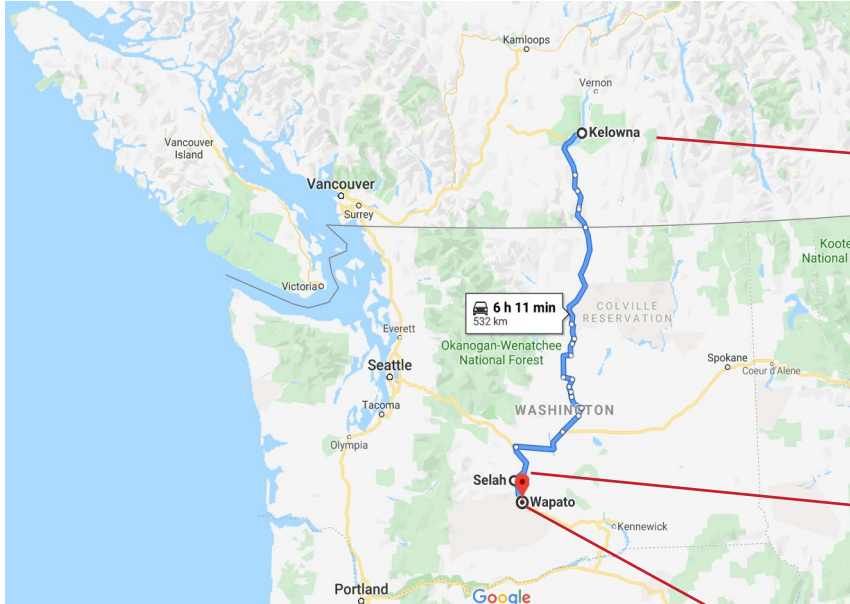 Kamloops
Vernon
Kelowna
Vancouver
Island
Vancouver
Surrey
Victoria
6 h 11 min
532 km
COLVILLE
RESERVATION
Everett
Okanogan-Wenatchee
National Forest
Seattle
Spokane
Coeur d'Alene
Tacoma
WASHINGTON
Olympia
Selah
Wapato
Kennewick
Portland
Google
National